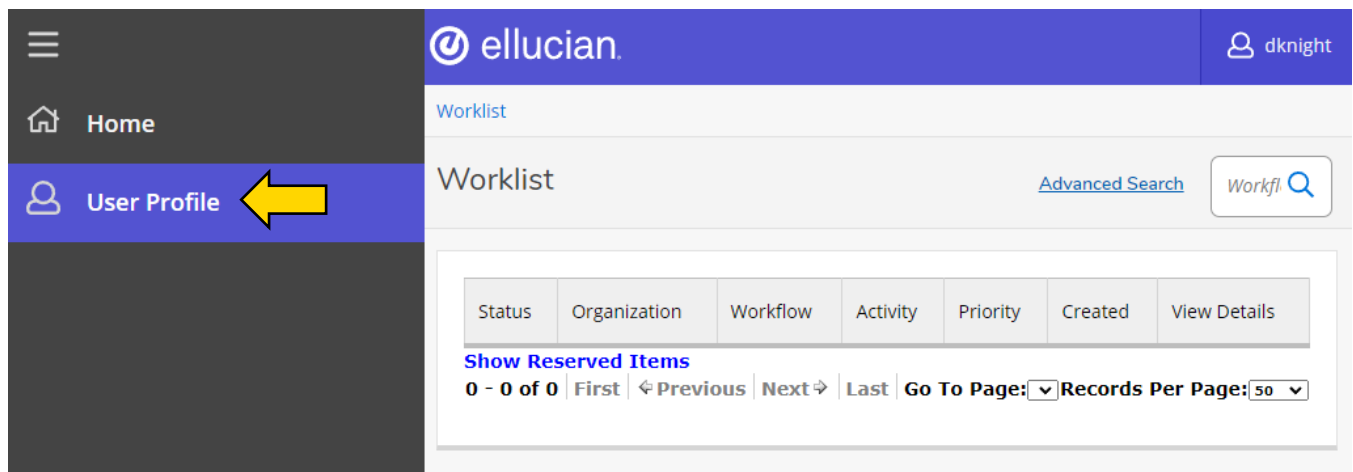 ellucian.
dknight
Home
User Profile
Worklist
Worklist
Advanced Search
Workfl
Status Organization Workflow Activity Priority Created View Details
Show Reserved Items
0 - 0 of 0 First Previous Next Last Go To Page: Records Per Page: 50